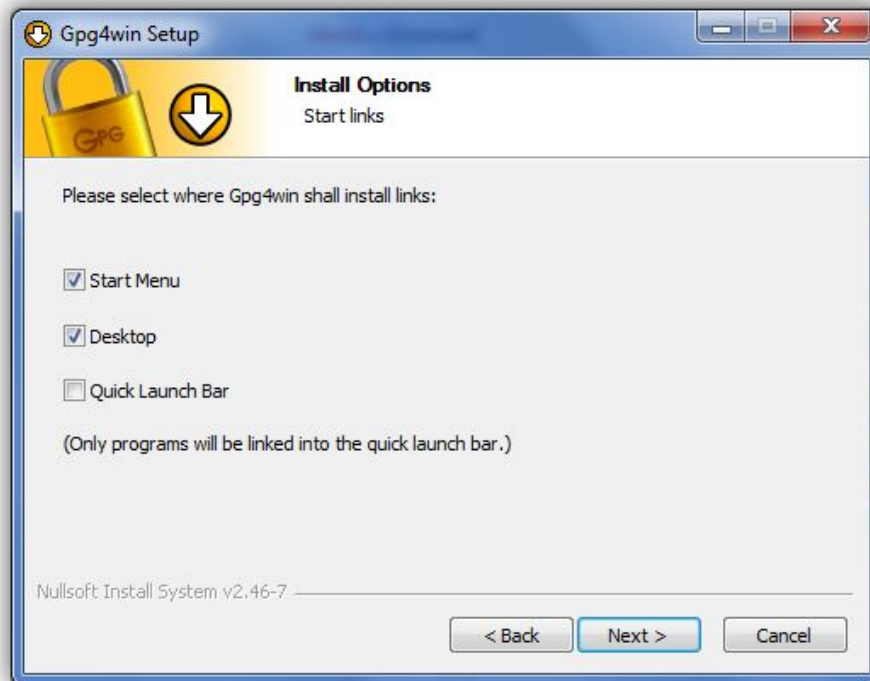 Gpg4win Setup
GPG
Install Options
Start links
Please select where Gpg4win shall install links:
Start Menu
Desktop
Quick Launch Bar
(Only programs will be linked into the quick launch bar.)
Nullsoft Install System v2.46-7
< Back Next > Cancel